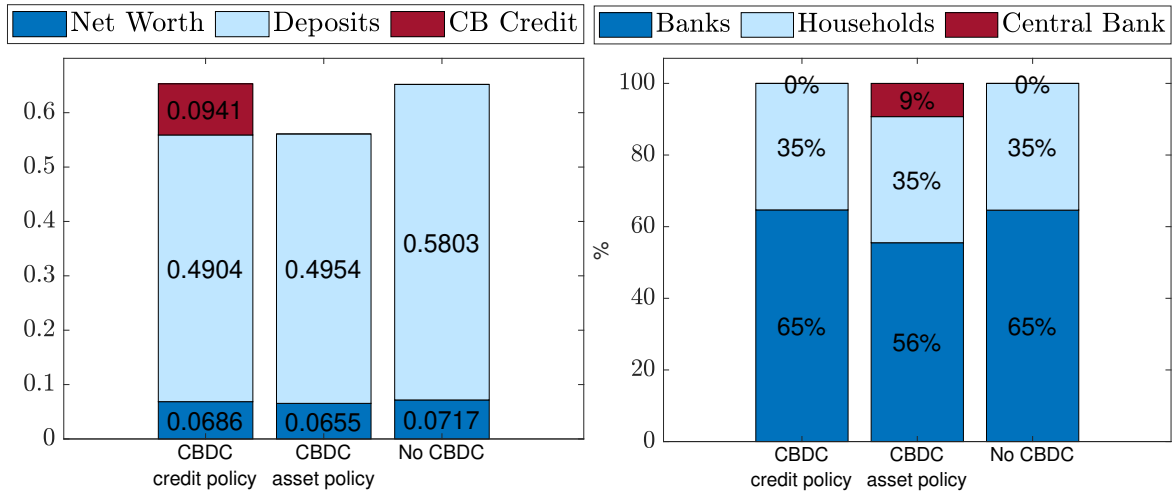 Net Worth Deposits CB Credit
0.6
0.5
0.4
0.3
0.2
0.1
0
0.0941
0.4904
0.0686
0.4954
0.0655
0.5803
0.0717
CBDC
credit policy
CBDC
asset policy
No CBDC
Banks Households Central Bank
%
100
80
60
40
20
0
0%
35%
65%
9%
35%
56%
0%
35%
65%
CBDC
credit policy
CBDC
asset policy
No CBDC